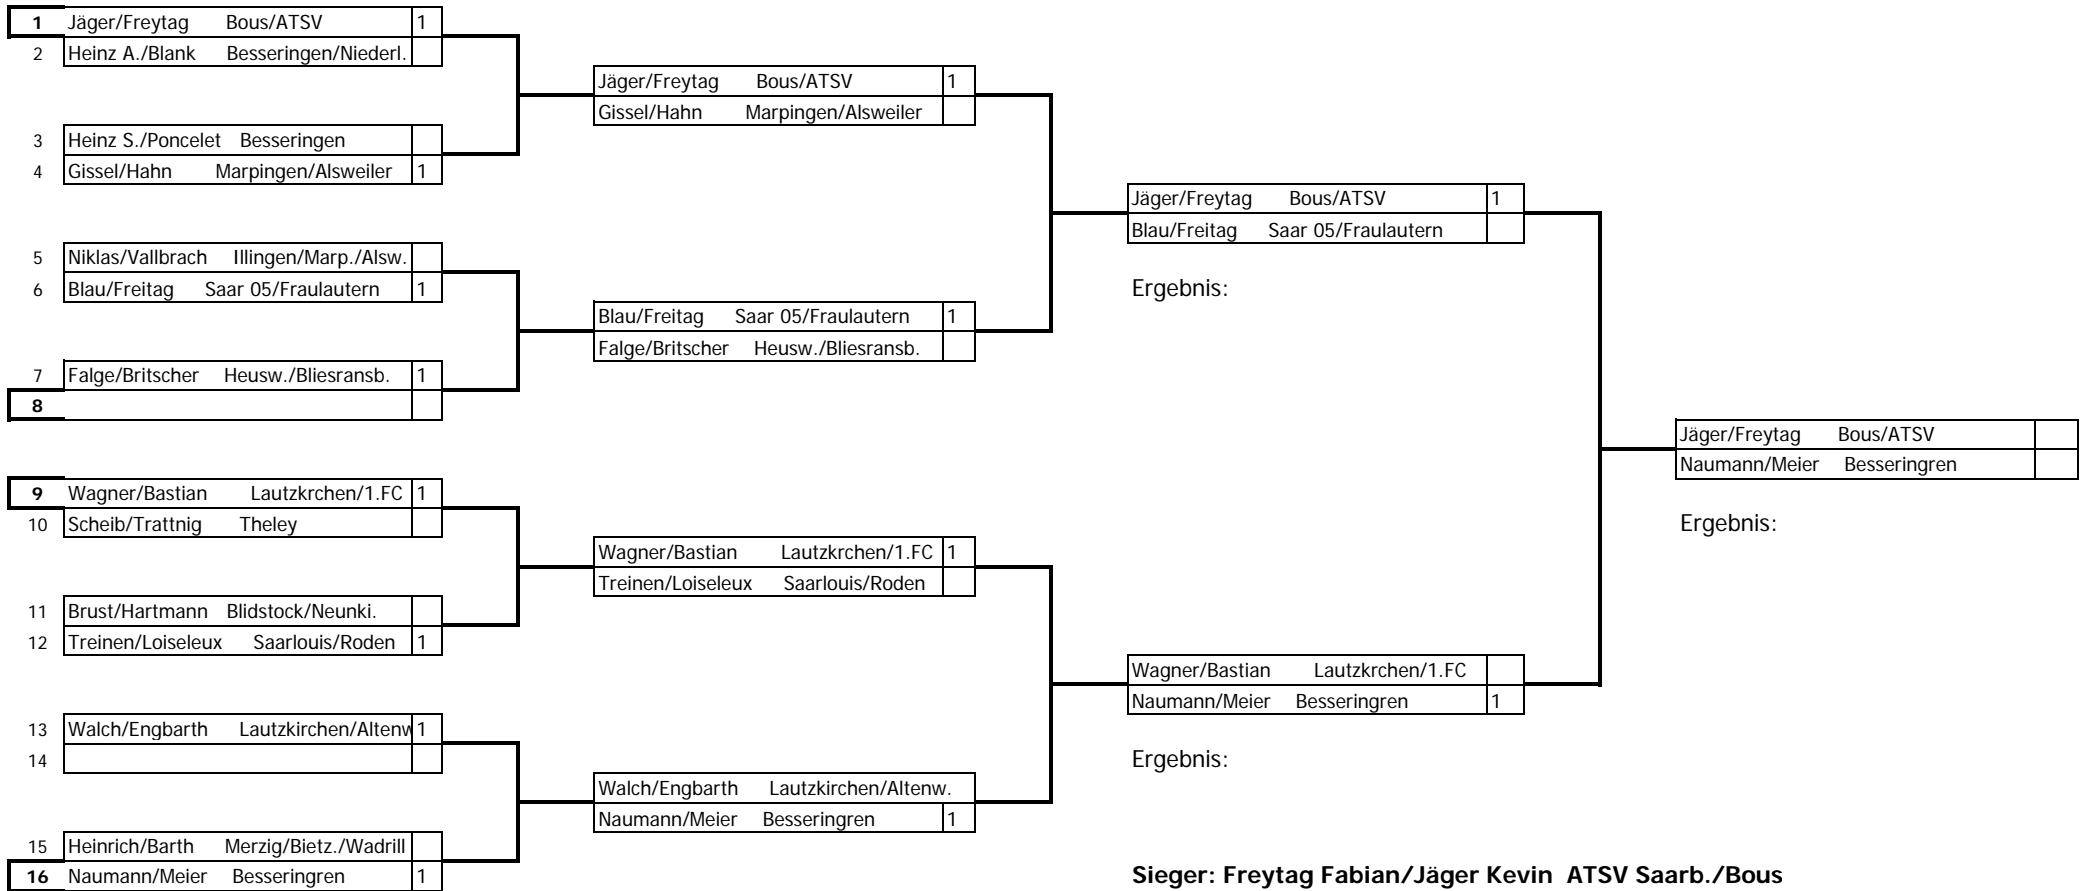 1 Jäger/Freytag Bous/ATSV 1
2 Heinz A./Blank Besseringen/Niederl.
Jäger/Freytag Bous/ATSV 1
Gissel/Hahn Marpingen/Alsweiler
3 Heinz S./Poncelet Besseringen
4 Gissel/Hahn Marpingen/Alsweiler 1
Jäger/Freytag Bous/ATSV 1
Blau/Freitag Saar 05/Fraulautern
5 Niklas/Vallbrach Illingen/Marp./Alsw.
6 Blau/Freitag Saar 05/Fraulautern 1
Ergebnis:
Blau/Freitag Saar 05/Fraulautern 1
Falge/Britscher Heusw./Bliesransb.
7 Falge/Britscher Heusw./Bliesransb. 1
8
Jäger/Freytag Bous/ATSV
Naumann/Meier Besseringren
9 Wagner/Bastian Lautzkrchen/1.FC 1
10 Scheib/Trattnig Theley
Ergebnis:
Wagner/Bastian Lautzkrchen/1.FC 1
Treinen/Loiseleux Saarlouis/Roden
11 Brust/Hartmann Blidstock/Neunki.
12 Treinen/Loiseleux Saarlouis/Roden 1
Wagner/Bastian Lautzkrchen/1.FC
Naumann/Meier Besseringren 1
13 Walch/Engbarth Lautzkirchen/Altenw 1
14
Ergebnis:
Walch/Engbarth Lautzkirchen/Altenw.
Naumann/Meier Besseringren 1
15 Heinrich/Barth Merzig/Bietz./Wadrill
16 Naumann/Meier Besseringren 1
Sieger: Freytag Fabian/Jäger Kevin ATSV Saarb./Bous